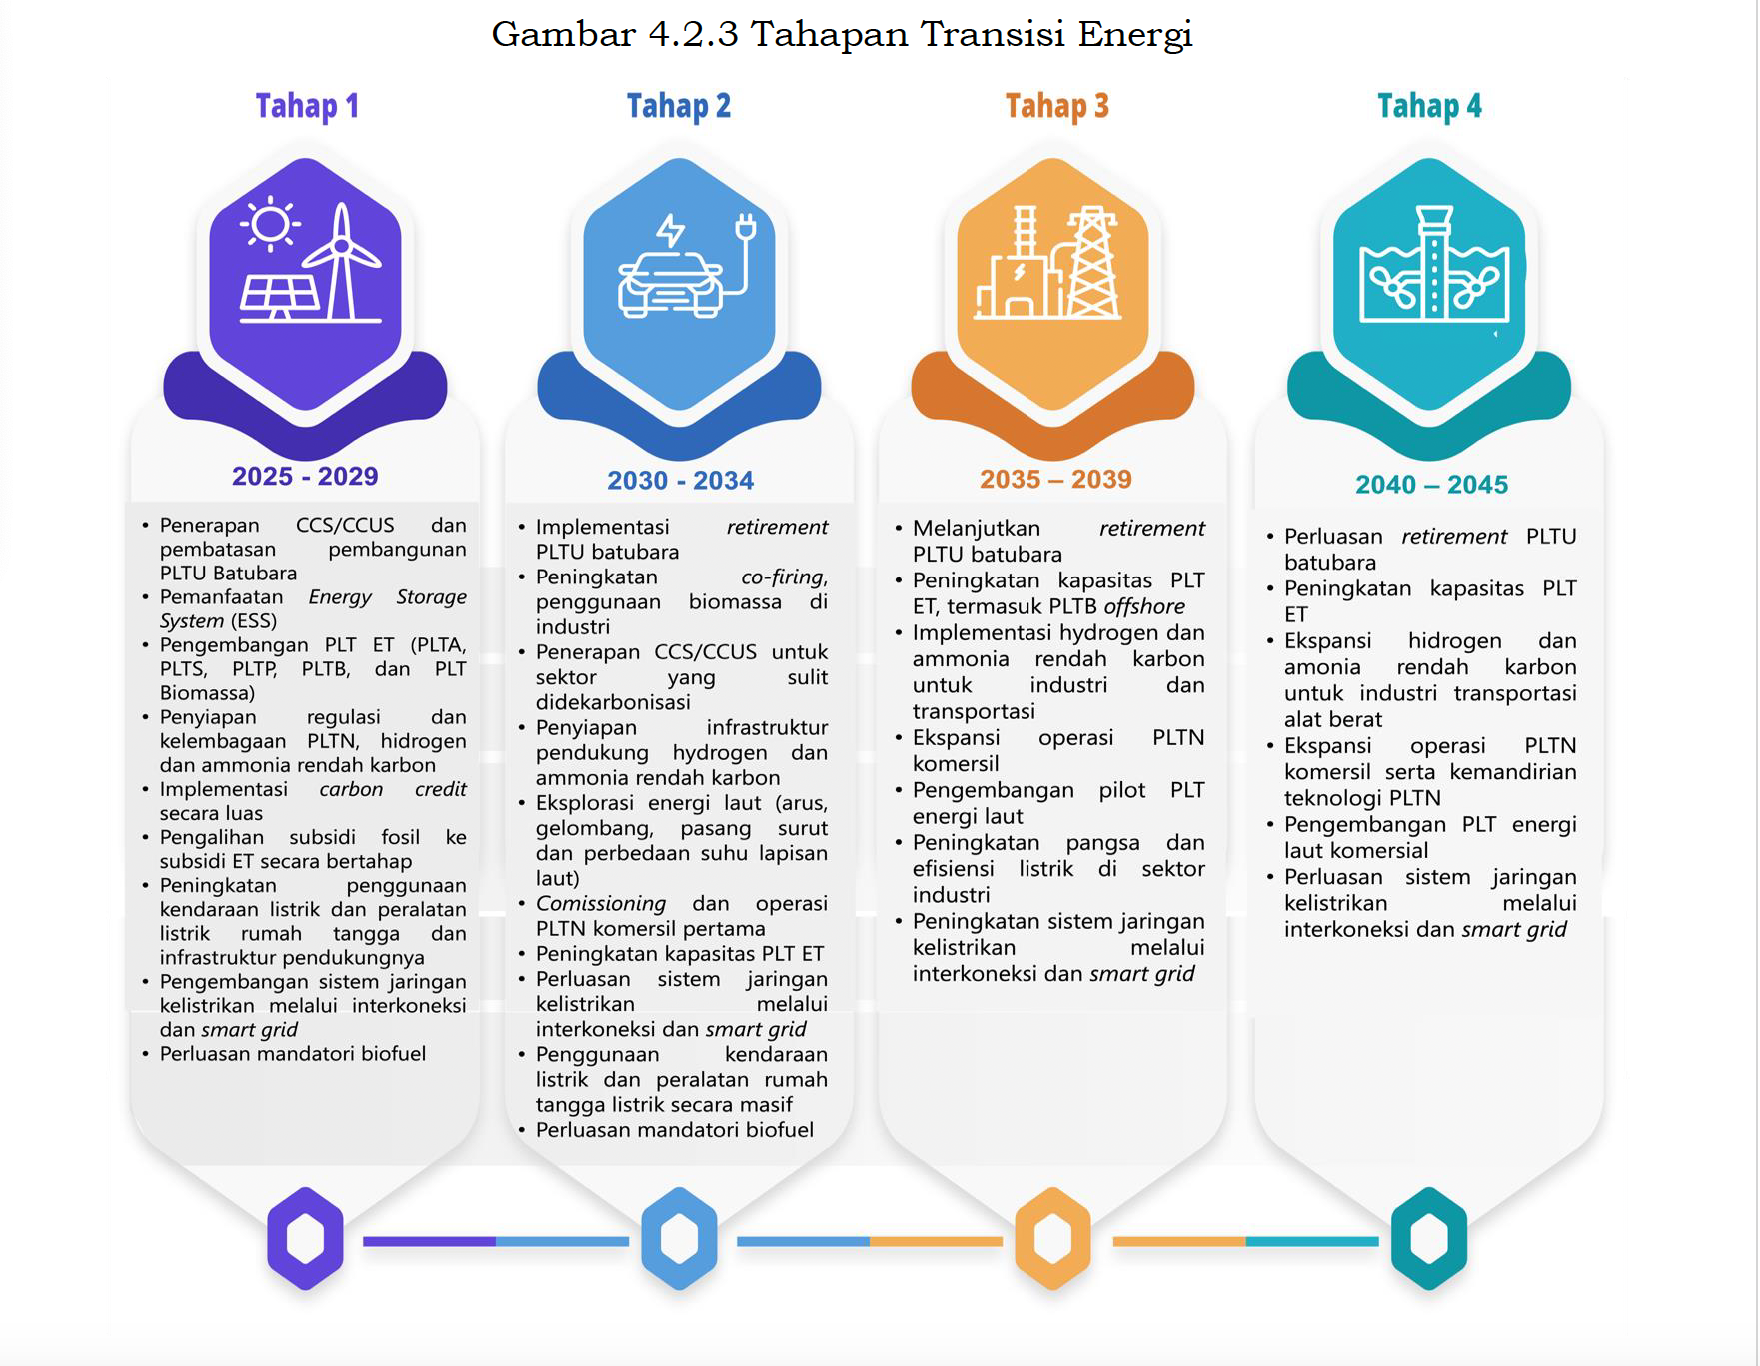 Gambar 4.2.3 Tahapan Transisi Energi
Tahap 1
2025 - 2029
• Penerapan CCS/CCUS dan
pembatasan pembangunan
PLTU Batubara
• Pemanfaatan Energy Storage
System (ESS)
• Pengembangan PLT ET (PLTA,
PLTS, PLTP, PLTB, dan PLT
Biomassa)
• Penyiapan regulasi dan
kelembagaan PLTN, hidrogen
dan ammonia rendah karbon
• Implementasi carbon credit
secara luas
• Pengalihan subsidi fosil ke
subsidi ET secara bertahap
• Peningkatan penggunaan
kendaraan listrik dan peralatan
listrik rumah tangga dan
infrastruktur pendukungnya
• Pengembangan sistem jaringan
kelistrikan melalui interkoneksi
dan smart grid
• Perluasan mandatori biofuel
Tahap 2
2030 - 2034
• Implementasi retirement
PLTU batubara
• Peningkatan co-firing,
penggunaan biomassa di
industri
• Penerapan CCS/CCUS untuk
sektor yang sulit
didekarbonisasi
• Penyiapan infrastruktur
pendukung hydrogen dan
ammonia rendah karbon
• Eksplorasi energi laut (arus,
gelombang, pasang surut
dan perbedaan suhu lapisan
laut)
• Comissioning dan operasi
PLTN komersil pertama
• Peningkatan kapasitas PLT ET
• Perluasan sistem jaringan
kelistrikan melalui
interkoneksi dan smart grid
• Penggunaan kendaraan
listrik dan peralatan rumah
tangga listrik secara masif
• Perluasan mandatori biofuel
Tahap 3
2035 – 2039
• Melanjutkan retirement
PLTU batubara
• Peningkatan kapasitas PLT
ET, termasuk PLTB offshore
• Implementasi hydrogen dan
ammonia rendah karbon
untuk industri dan
transportasi
• Ekspansi operasi PLTN
komersil
• Pengembangan pilot PLT
energi laut
• Peningkatan pangsa dan
efisiensi listrik di sektor
industri
• Peningkatan sistem jaringan
kelistrikan melalui
interkoneksi dan smart grid
Tahap 4
2040 – 2045
• Perluasan retirement PLTU
batubara
• Peningkatan kapasitas PLT
ET
• Ekspansi hidrogen dan
amonia rendah karbon
untuk industri transportasi
alat berat
• Ekspansi operasi PLTN
komersil serta kemandirian
teknologi PLTN
• Pengembangan PLT energi
laut komersial
• Perluasan sistem jaringan
kelistrikan melalui
interkoneksi dan smart grid